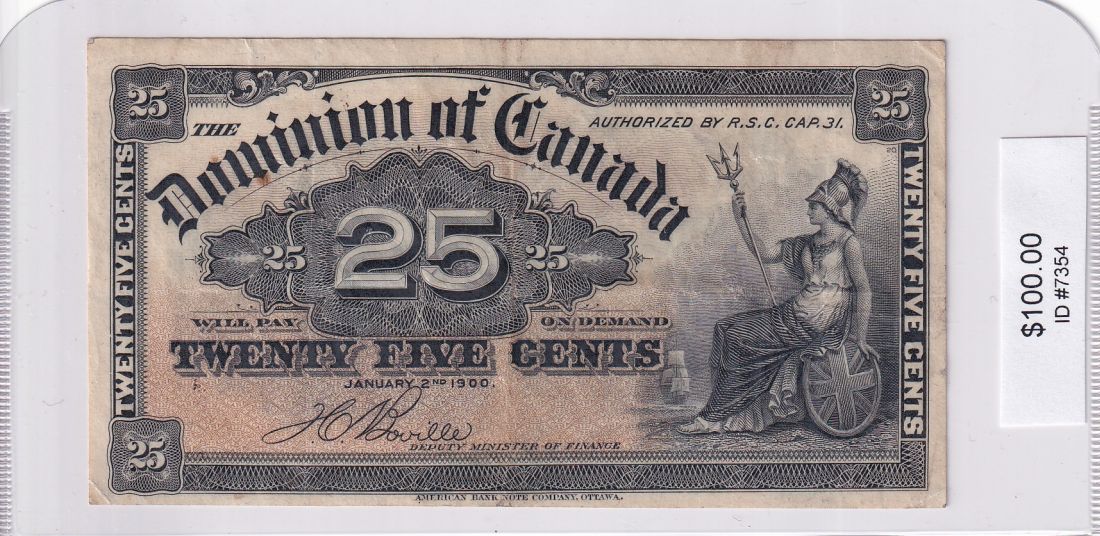 25
25
THE
Dominion of Canada
AUTHORIZED BY R.S.C. CAP. 31.
20
TWENTY FIVE CENTS
TWENTY FIVE CENTS
25
25
25
WILL PAY ON DEMAND
TWENTY FIVE CENTS
JANUARY 2ND 1900.
H C Boville
DEPUTY MINISTER OF FINANCE
25
AMERICAN BANK NOTE COMPANY, OTTAWA.
$100.00
ID #7354